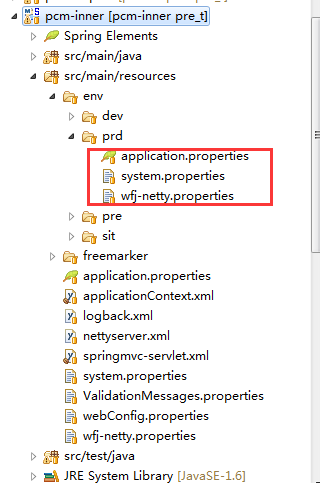 pcm-inner [pcm-inner pre_t]
Spring Elements
src/main/java
src/main/resources
env
dev
prd
application.properties
system.properties
wfj-netty.properties
pre
sit
freemarker
application.properties
applicationContext.xml
logback.xml
nettyserver.xml
springmvc-servlet.xml
system.properties
ValidationMessages.properties
webConfig.properties
wfj-netty.properties
src/test/java
JRE System Library [JavaSE-1.6]